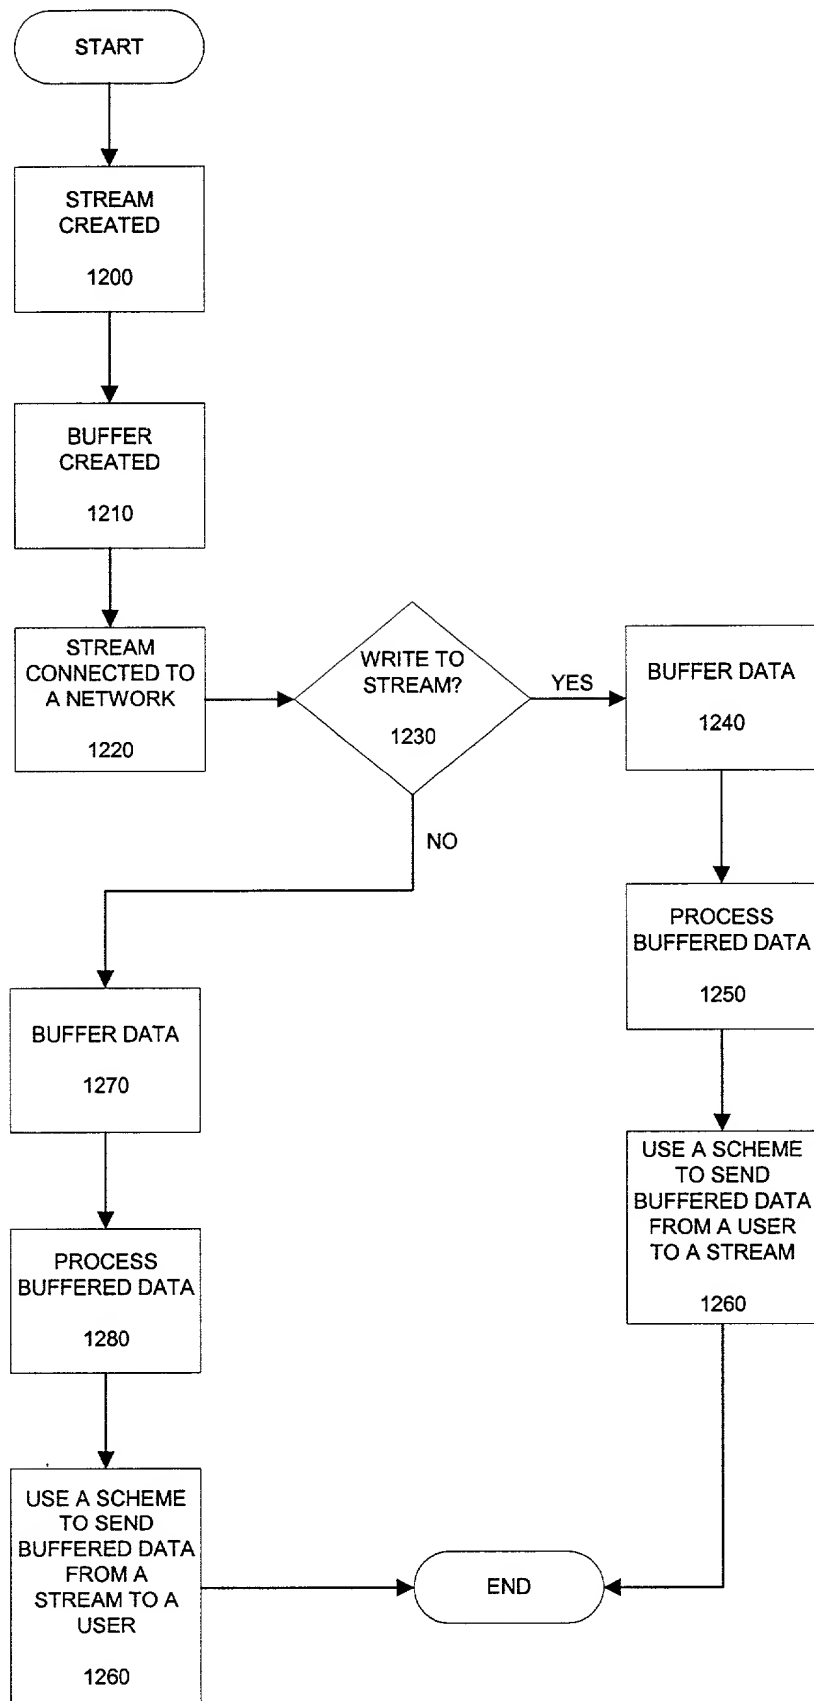 START
STREAM
CREATED
1200
BUFFER
CREATED
1210
STREAM
CONNECTED TO
A NETWORK
1220
WRITE TO
STREAM?
1230
YES
BUFFER DATA
1240
NO
PROCESS
BUFFERED DATA
1250
BUFFER DATA
1270
USE A SCHEME
TO SEND
BUFFERED DATA
FROM A USER
TO A STREAM
1260
PROCESS
BUFFERED DATA
1280
USE A SCHEME
TO SEND
BUFFERED DATA
FROM A
STREAM TO A
USER
1260
END